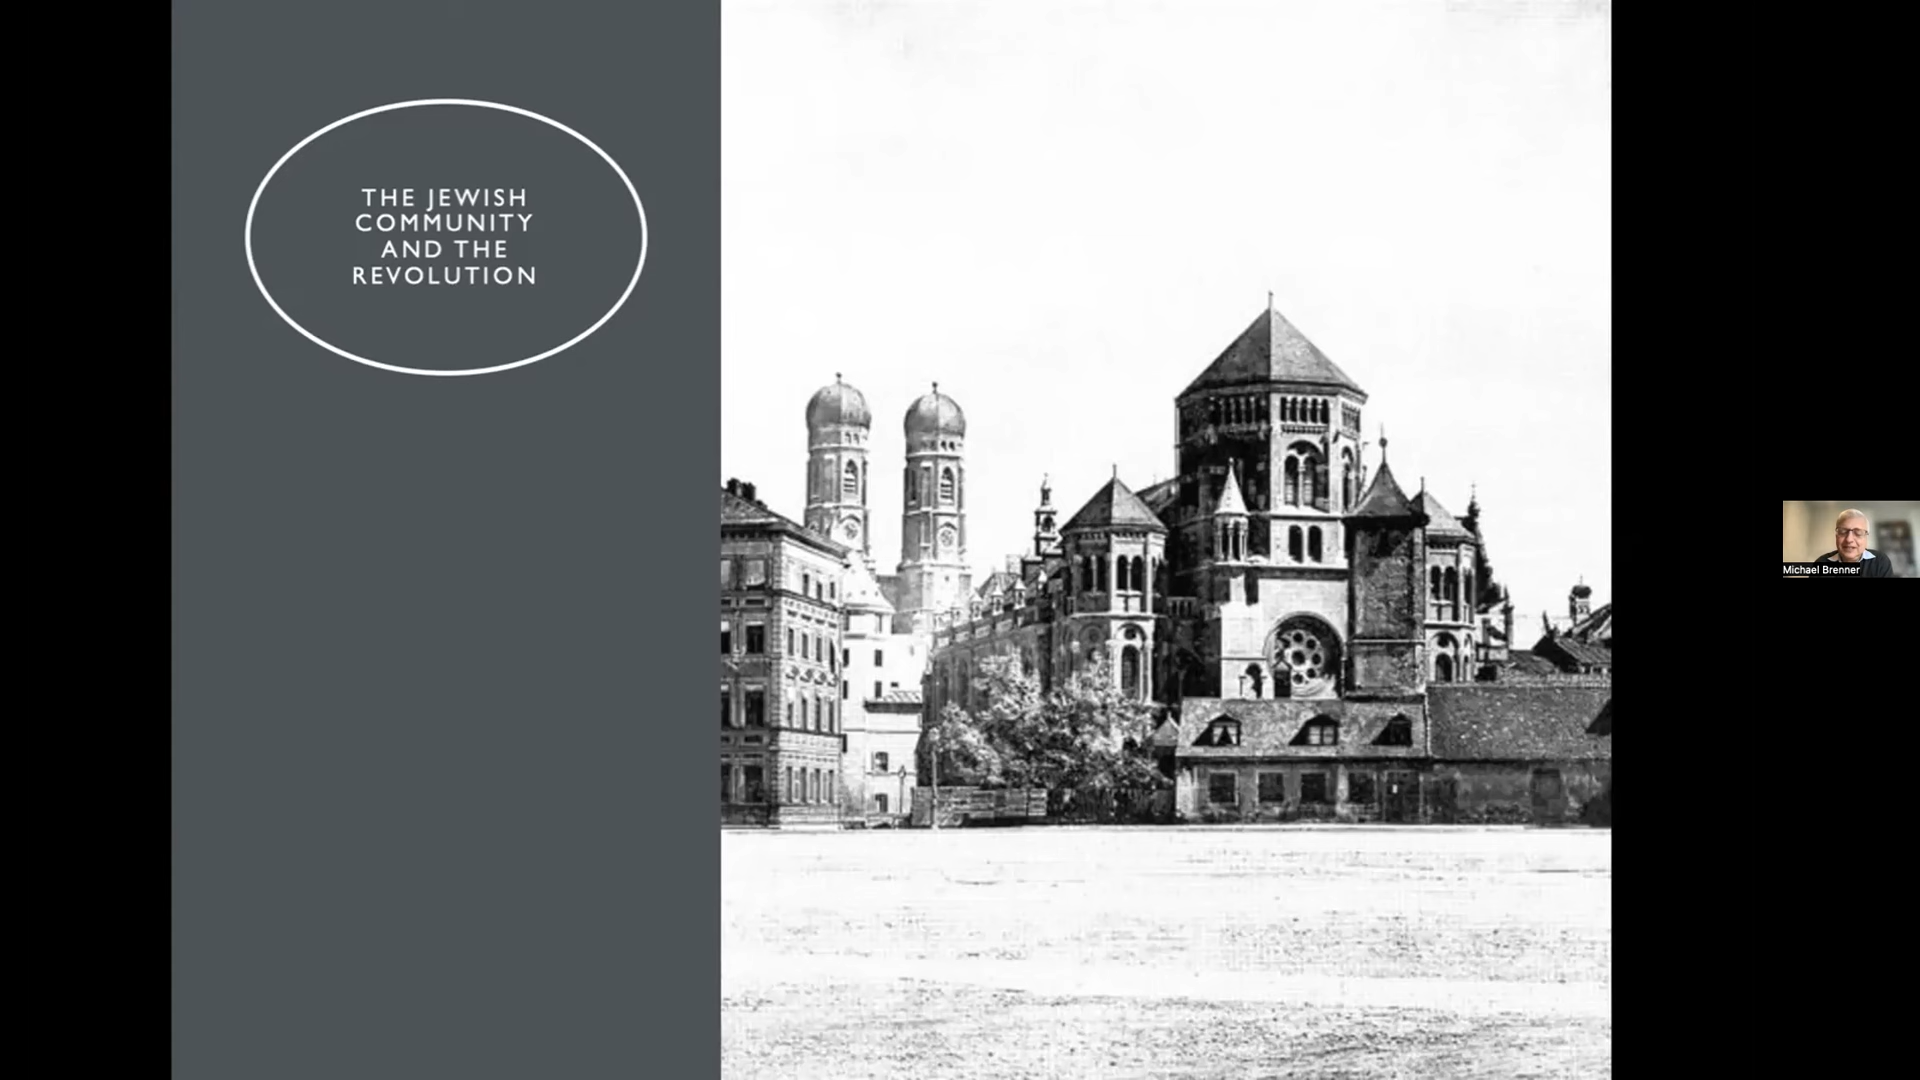 THE JEWISH
COMMUNITY
AND THE
REVOLUTION
Michael Brenner